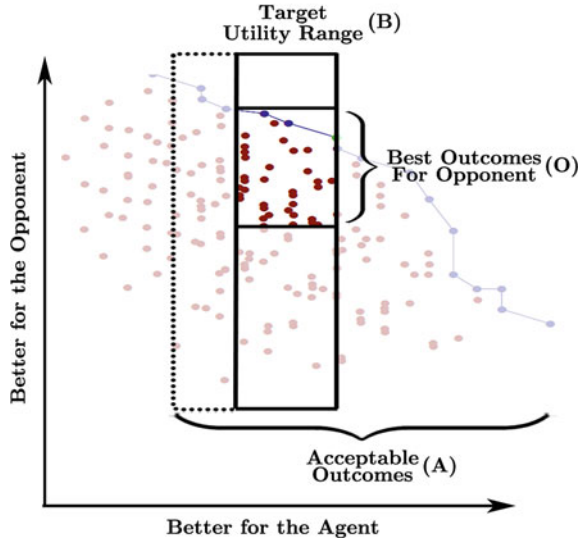 Target
Utility Range (B)
Best Outcomes
For Opponent (O)
Acceptable
Outcomes (A)
Better for the Opponent
Better for the Agent